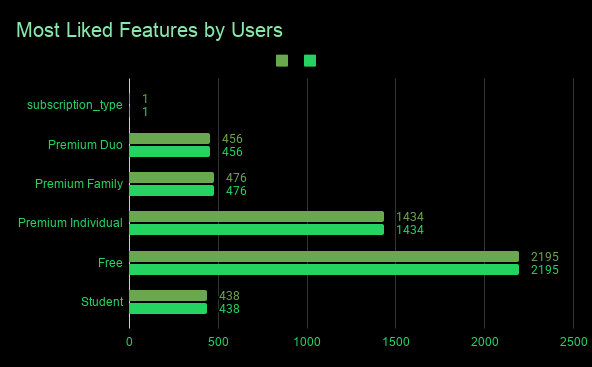 Most Liked Features by Users
subscription_type
1
1
Premium Duo
456
456
Premium Family
476
476
Premium Individual
1434
1434
Free
2195
2195
Student
438
438
0 500 1000 1500 2000 2500